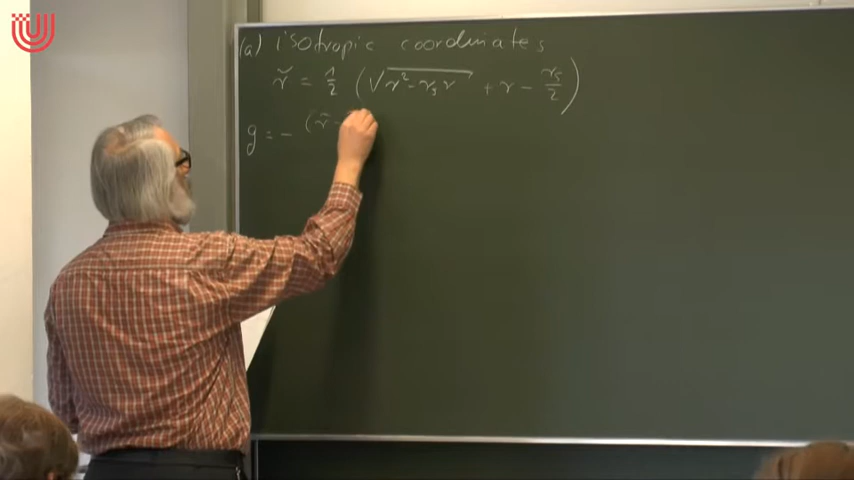 (a) isotropic coordinates
r̃ = 1/2 (√(r² - r_s r) + r - r_s/2)
g = - (r̃ -